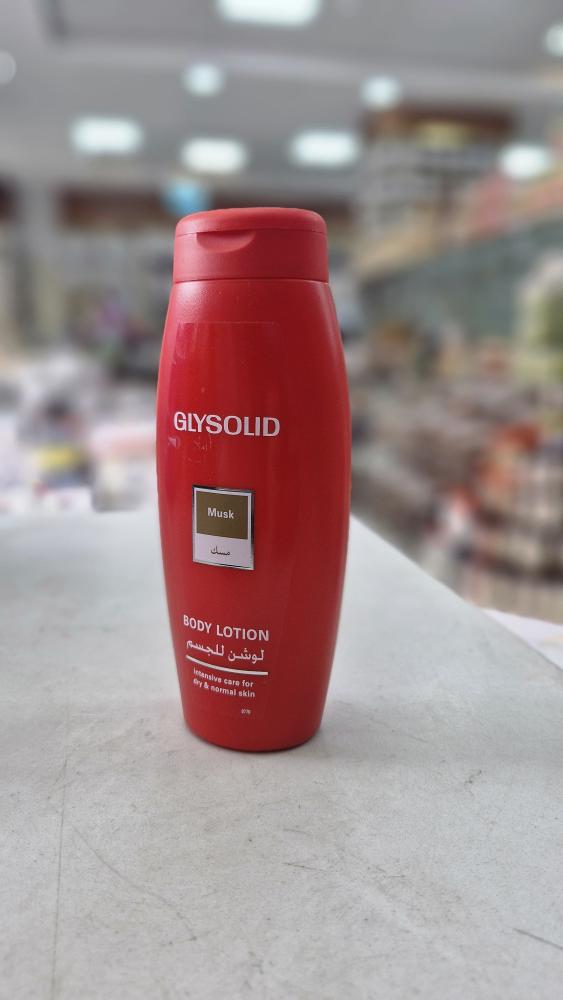 GLYSOLID
Musk
مسك
BODY LOTION
لوشن للجسم
intensive care for
dry & normal skin